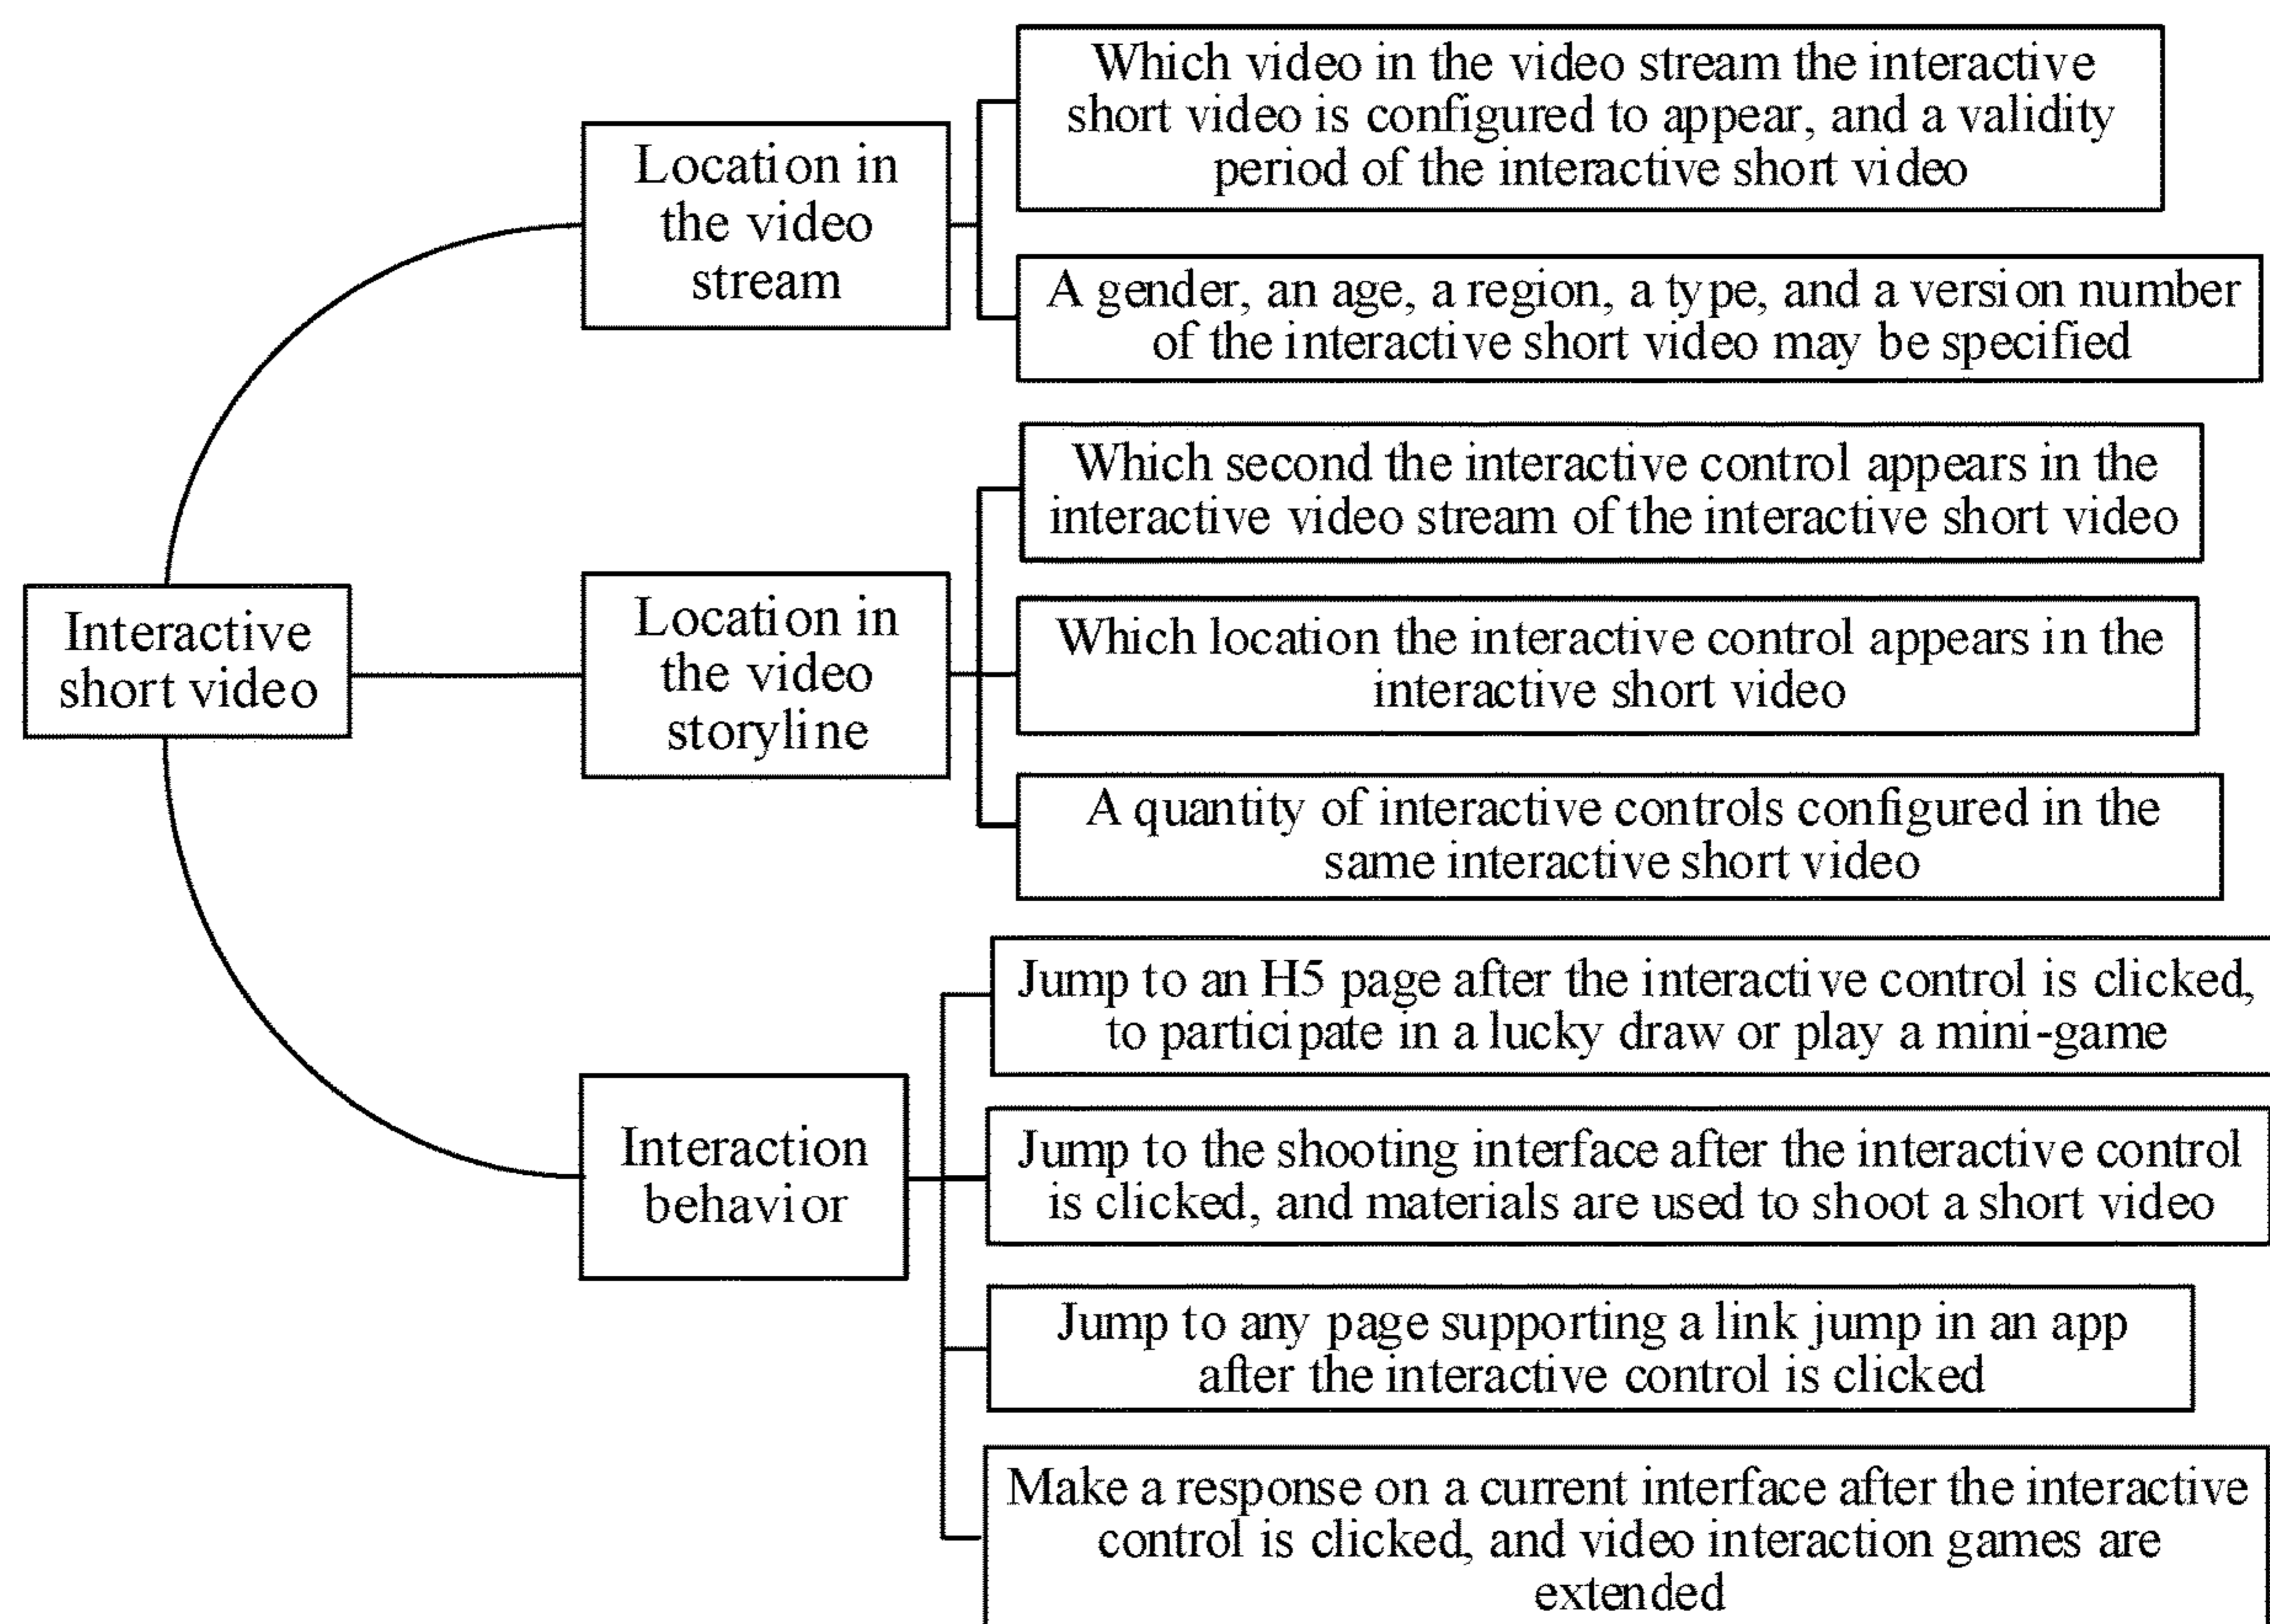 Interactive
short video
Location in
the video
stream
Which video in the video stream the interactive
short video is configured to appear, and a validity
period of the interactive short video
A gender, an age, a region, a type, and a version number
of the interactive short video may be specified
Location in
the video
storyline
Which second the interactive control appears in the
interactive video stream of the interactive short video
Which location the interactive control appears in the
interactive short video
A quantity of interactive controls configured in the
same interactive short video
Interaction
behavior
Jump to an H5 page after the interactive control is clicked,
to participate in a lucky draw or play a mini-game
Jump to the shooting interface after the interactive control
is clicked, and materials are used to shoot a short video
Jump to any page supporting a link jump in an app
after the interactive control is clicked
Make a response on a current interface after the interactive
control is clicked, and video interaction games are
extended